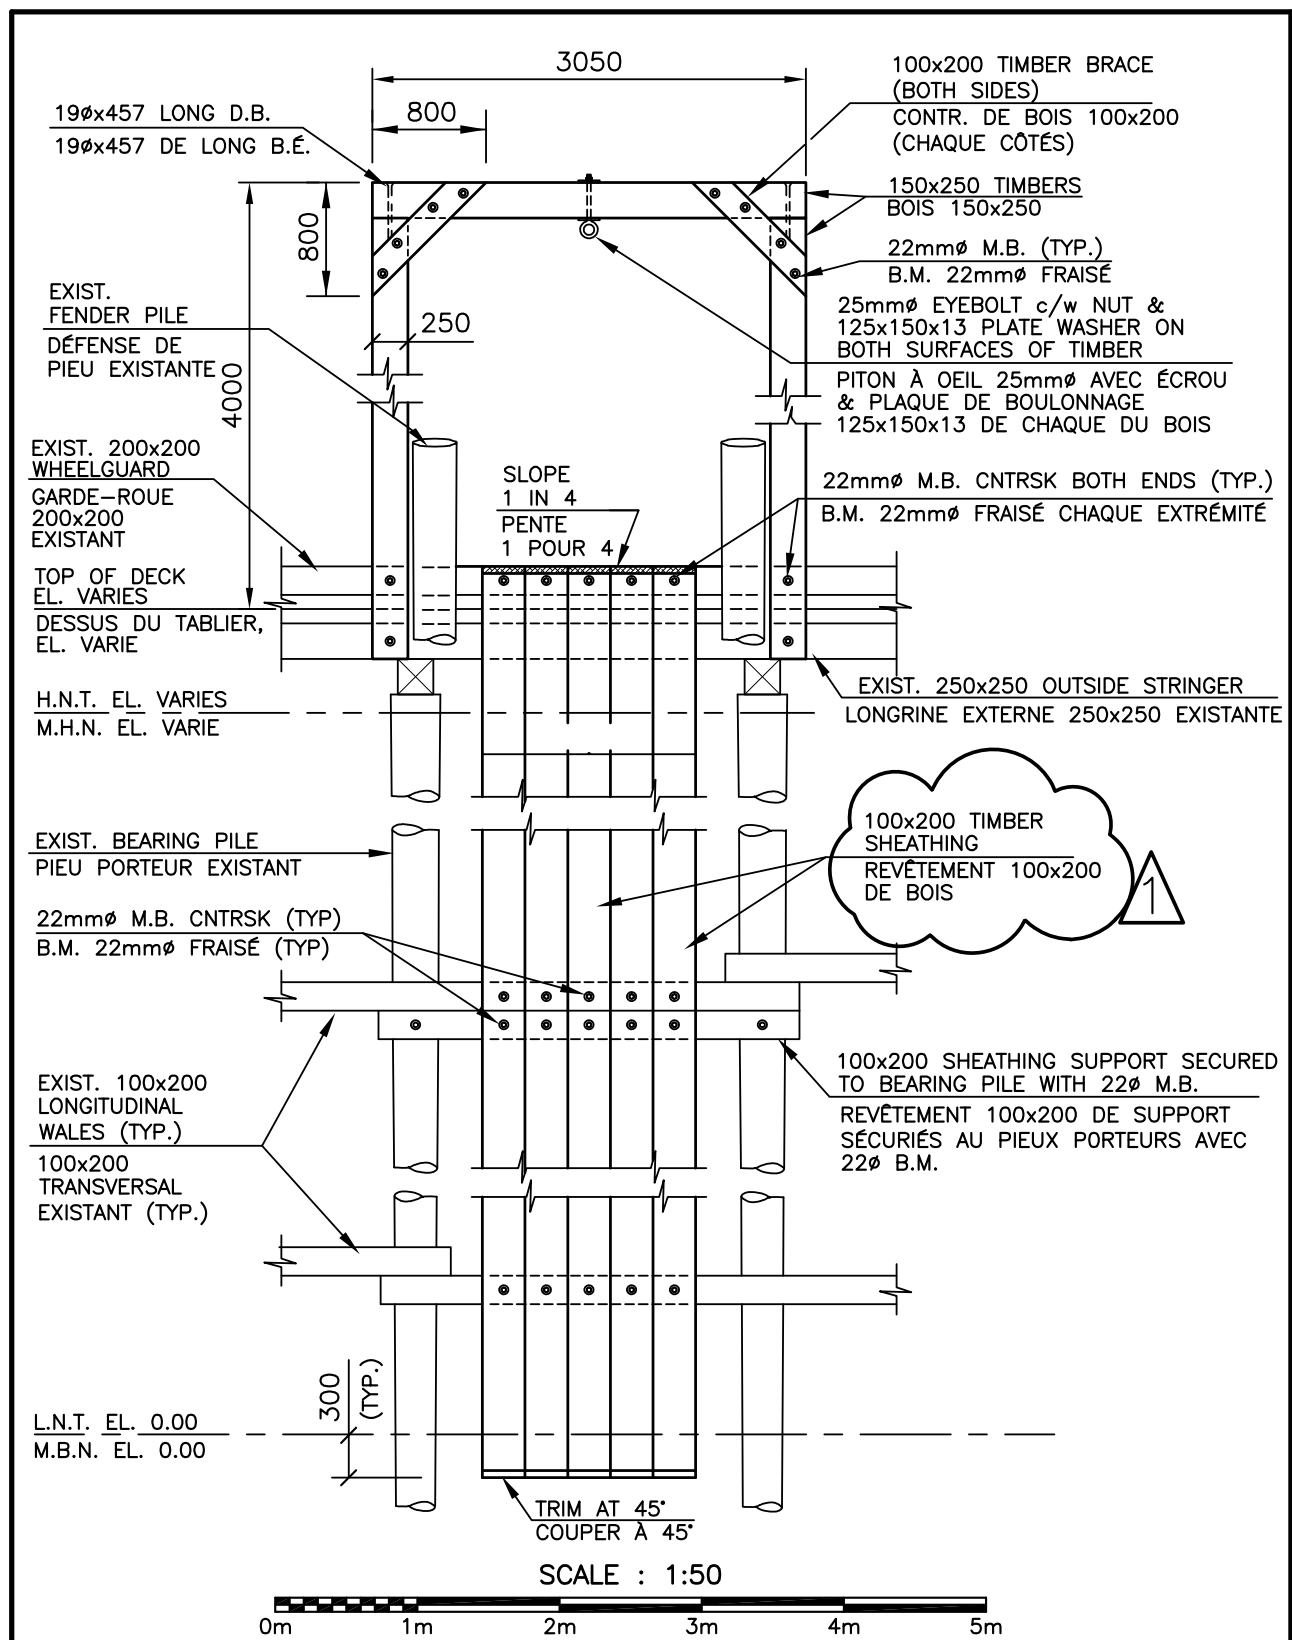 3050
800
19øx457 LONG D.B.
19øx457 DE LONG B.É.
100x200 TIMBER BRACE
(BOTH SIDES)
CONTR. DE BOIS 100x200
(CHAQUE CÔTÉS)
150x250 TIMBERS
BOIS 150x250
800
4000
22mmø M.B. (TYP.)
B.M. 22mmø FRAISÉ
EXIST.
FENDER PILE
DÉFENSE DE
PIEU EXISTANTE
250
25mmø EYEBOLT c/w NUT &
125x150x13 PLATE WASHER ON
BOTH SURFACES OF TIMBER
PITON À OEIL 25mmø AVEC ÉCROU
& PLAQUE DE BOULONNAGE
125x150x13 DE CHAQUE DU BOIS
EXIST. 200x200
WHEELGUARD
GARDE-ROUE
200x200
EXISTANT
SLOPE
1 IN 4
PENTE
1 POUR 4
22mmø M.B. CNTRSK BOTH ENDS (TYP.)
B.M. 22mmø FRAISÉ CHAQUE EXTRÉMITÉ
TOP OF DECK
EL. VARIES
DESSUS DU TABLIER,
EL. VARIE
EXIST. 250x250 OUTSIDE STRINGER
LONGRINE EXTERNE 250x250 EXISTANTE
H.N.T. EL. VARIES
M.H.N. EL. VARIE
100x200 TIMBER
SHEATHING
REVÊTEMENT 100x200
DE BOIS
1
EXIST. BEARING PILE
PIEU PORTEUR EXISTANT
22mmø M.B. CNTRSK (TYP)
B.M. 22mmø FRAISÉ (TYP)
100x200 SHEATHING SUPPORT SECURED
TO BEARING PILE WITH 22ø M.B.
REVÊTEMENT 100x200 DE SUPPORT
SÉCURIÉS AU PIEUX PORTEURS AVEC
22ø B.M.
EXIST. 100x200
LONGITUDINAL
WALES (TYP.)
100x200
TRANSVERSAL
EXISTANT (TYP.)
300
(TYP.)
L.N.T. EL. 0.00
M.B.N. EL. 0.00
TRIM AT 45°
COUPER À 45°
SCALE : 1:50
0m 1m 2m 3m 4m 5m